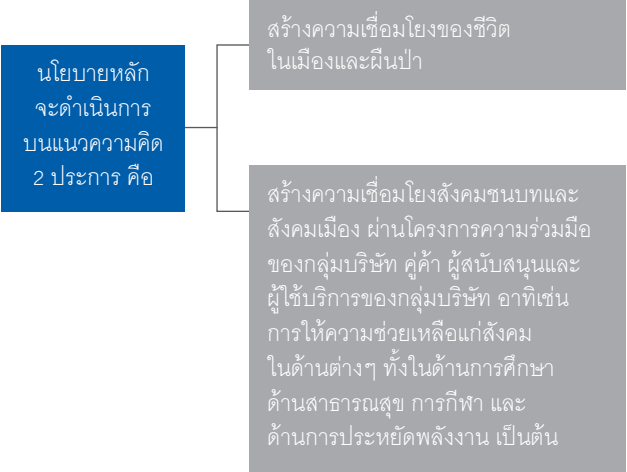 นโยบายหลัก
จะดำเนินการ
บนแนวความคิด
2 ประการ คือ
สร้างความเชื่อมโยงของชีวิต
ในเมืองและผืนป่า
สร้างความเชื่อมโยงสังคมชนบทและ
สังคมเมือง ผ่านโครงการความร่วมมือ
ของกลุ่มบริษัท คู่ค้า ผู้สนับสนุนและ
ผู้ใช้บริการของกลุ่มบริษัท อาทิเช่น
การให้ความช่วยเหลือแก่สังคม
ในด้านต่างๆ ทั้งในด้านการศึกษา
ด้านสาธารณสุข การกีฬา และ
ด้านการประหยัดพลังงาน เป็นต้น